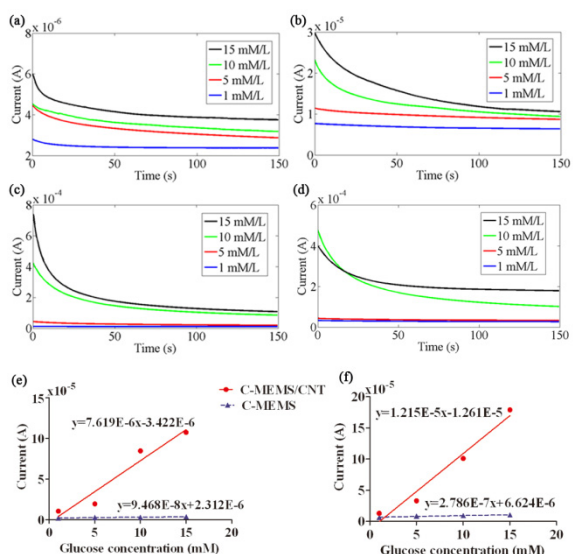 (a)
x 10⁻⁶
8
6
4
2
Current (A)
15 mM/L
10 mM/L
5 mM/L
1 mM/L
0 50 100 150
Time (s)
(b)
x 10⁻⁵
3
2
1
0
Current (A)
15 mM/L
10 mM/L
5 mM/L
1 mM/L
0 50 100 150
Time (s)
(c)
x 10⁻⁴
8
6
4
2
0
Current (A)
15 mM/L
10 mM/L
5 mM/L
1 mM/L
0 50 100 150
Time (s)
(d)
x 10⁻⁴
6
4
2
0
Current (A)
15 mM/L
10 mM/L
5 mM/L
1 mM/L
0 50 100 150
Time (s)
(e)
x10⁻⁵
C-MEMS/CNT
C-MEMS
15
10
5
0
Current (A)
y=7.619E-6x-3.422E-6
y=9.468E-8x+2.312E-6
0 5 10 15 20
Glucose concentration (mM)
(f)
x10⁻⁵
20
15
10
5
0
Current (A)
y=1.215E-5x-1.261E-5
y=2.786E-7x+6.624E-6
0 5 10 15 20
Glucose concentration (mM)